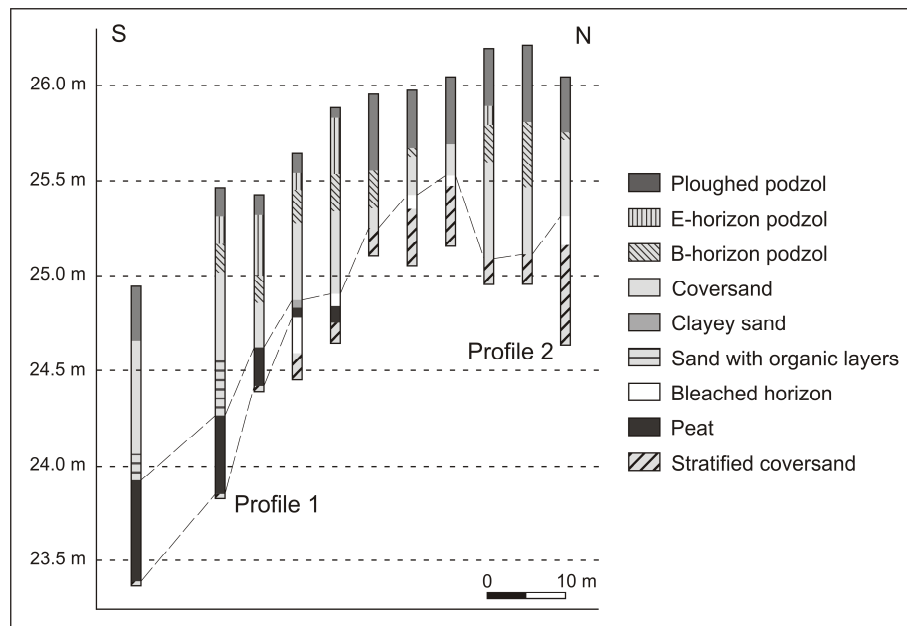 S
N
26.0 m
25.5 m
25.0 m
24.5 m
24.0 m
23.5 m
Profile 1
Profile 2
0 10 m
Ploughed podzol
E-horizon podzol
B-horizon podzol
Coversand
Clayey sand
Sand with organic layers
Bleached horizon
Peat
Stratified coversand